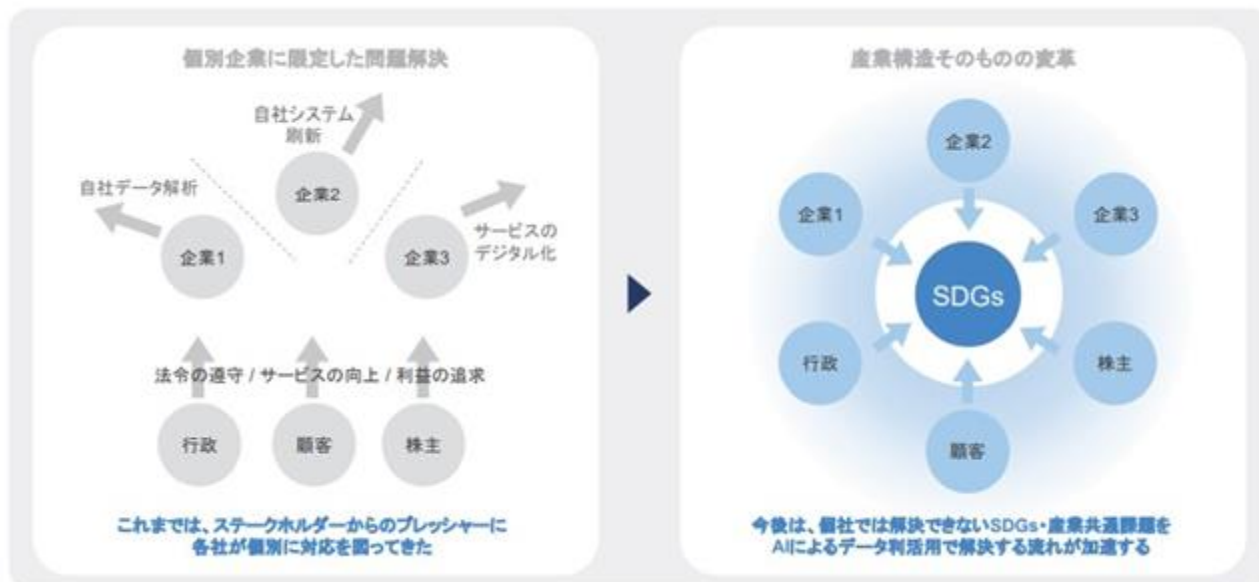 個別企業に限定した問題解決
自社システム
刷新
自社データ解析
企業2
企業1
企業3
サービスの
デジタル化
法令の遵守 / サービスの向上 / 利益の追求
行政
顧客
株主
これまでは、ステークホルダーからのプレッシャーに
各社が個別に対応を図ってきた
産業構造そのものの変革
企業2
企業1
企業3
SDGs
行政
株主
顧客
今後は、個社では解決できないSDGs・産業共通課題を
AIによるデータ利活用で解決する流れが加速する